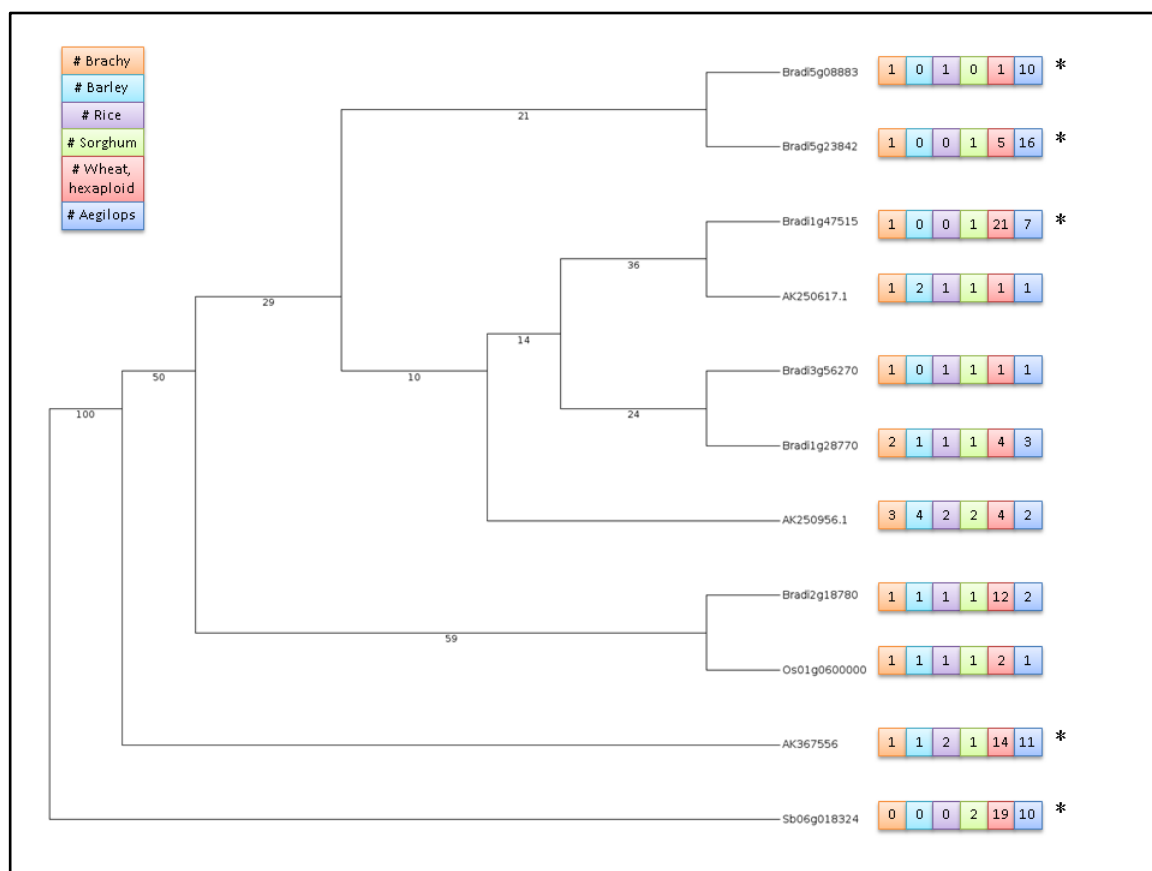 # Brachy
# Barley
# Rice
# Sorghum
# Wheat,
hexaploid
# Aegilops
Bradi5g08883 1 0 1 0 1 10 *
21
Bradi5g23842 1 0 0 1 5 16 *
Bradi1g47515 1 0 0 1 21 7 *
36
AK250617.1 1 2 1 1 1 1
29
14
Bradi3g56270 1 0 1 1 1 1
50
10
24
100
Bradi1g28770 2 1 1 1 4 3
AK250956.1 3 4 2 2 4 2
Bradi2g18780 1 1 1 1 12 2
59
Os01g0600000 1 1 1 1 2 1
AK367556 1 1 2 1 14 11 *
Sb06g018324 0 0 0 2 19 10 *